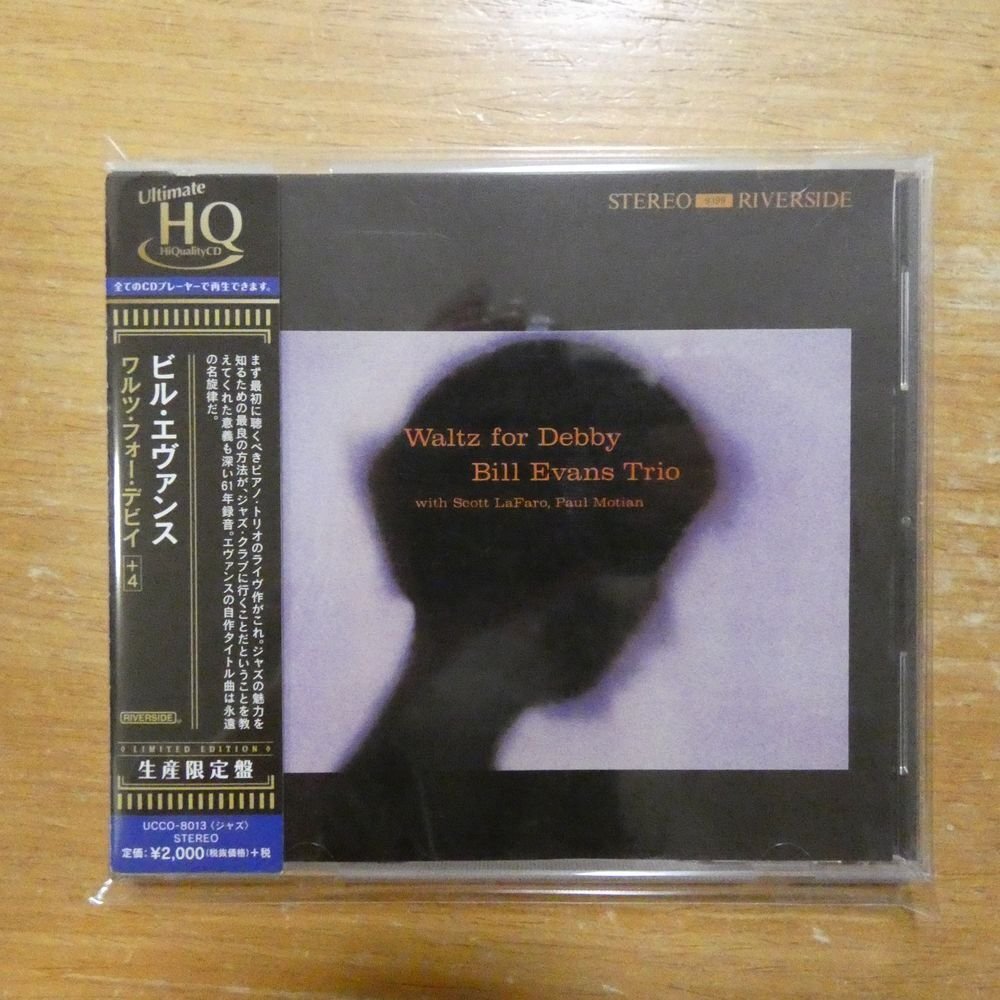 Ultimate
HQ
HiQualityCD
全てのCDプレーヤーで再生できます。
ビル・エヴァンス
ワルツ・フォー・デビイ +4
まず最初に聴くべきピアノ・トリオのライヴ作がこれ。ジャズの魅力を
知るための最良の方法が、ジャズ・クラブに行くことだということを教
えてくれた意義も深い61年録音。エヴァンスの自作タイトル曲は永遠
の名旋律だ。
RIVERSIDE
LIMITED EDITION
生産限定盤
UCCO-8013〈ジャズ〉
STEREO
定価:¥2,000(税抜価格)+税
STEREO 9399 RIVERSIDE
Waltz for Debby
Bill Evans Trio
with Scott LaFaro, Paul Motian